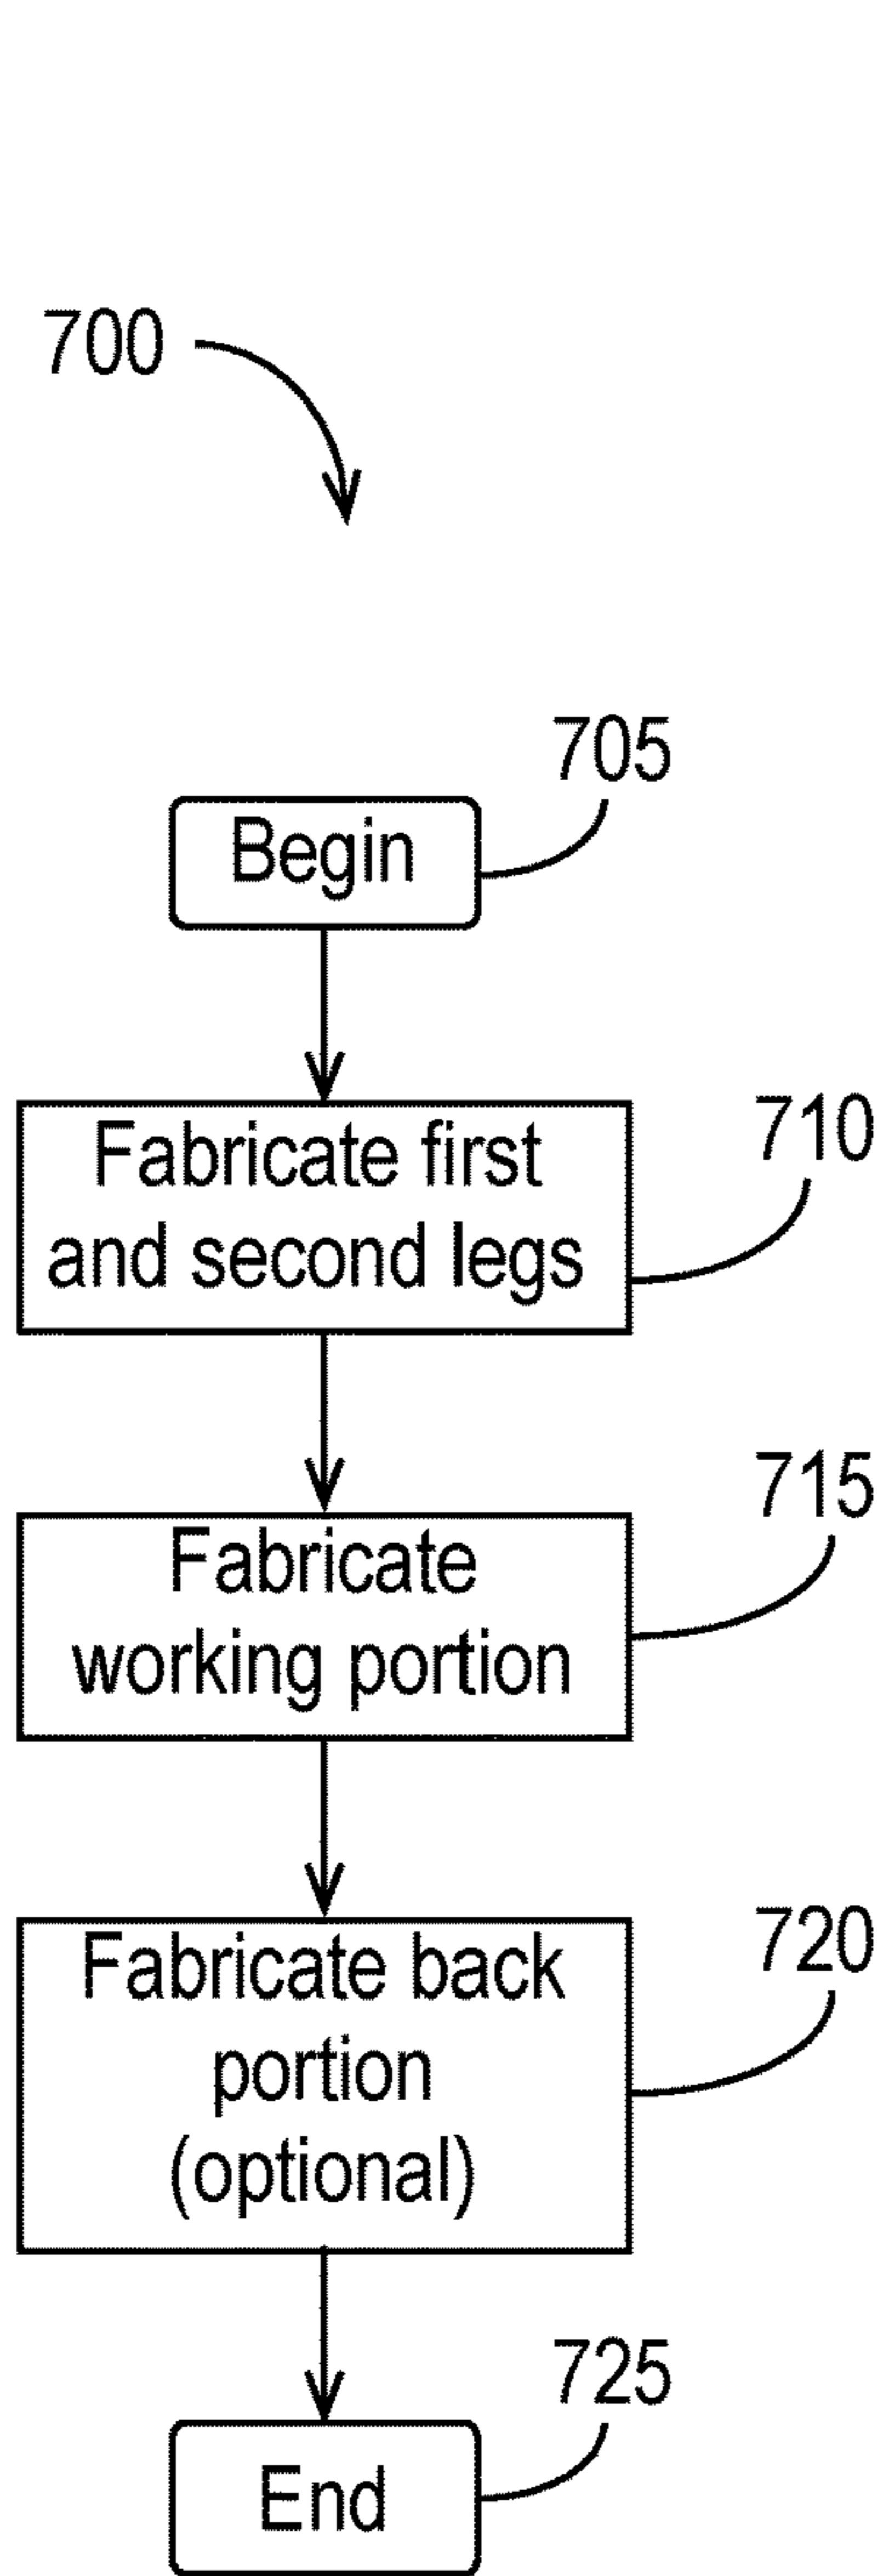 700
705
Begin
710
Fabricate first
and second legs
715
Fabricate
working portion
720
Fabricate back
portion
(optional)
725
End